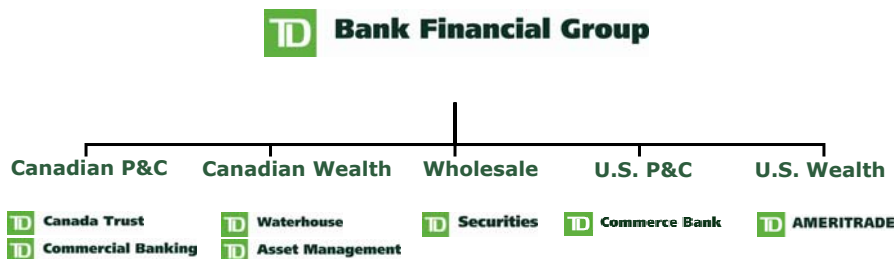 TD Bank Financial Group
Canadian P&C Canadian Wealth Wholesale U.S. P&C U.S. Wealth
TD Canada Trust TD Waterhouse TD Securities TD Commerce Bank TD AMERITRADE
TD Commercial Banking TD Asset Management